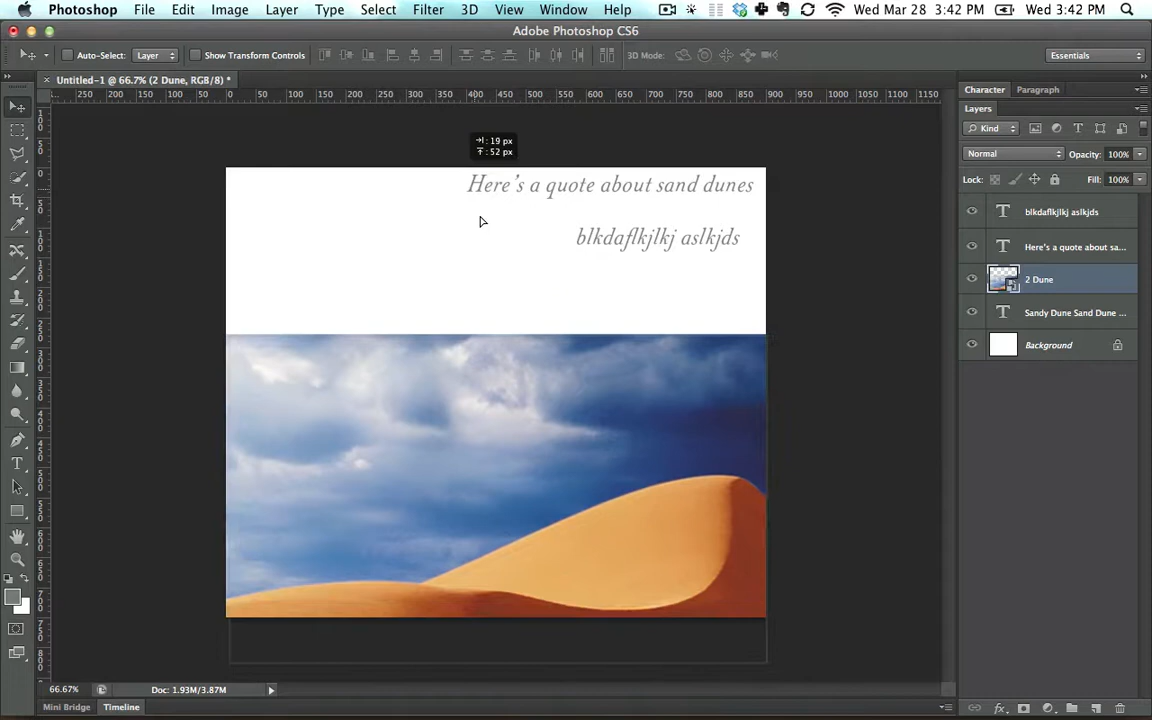 Photoshop File Edit Image Layer Type Select Filter 3D View Window Help Wed Mar 28 3:42 PM Wed 3:42 PM
Adobe Photoshop CS6
Auto-Select: Layer Show Transform Controls 3D Mode: Essentials
Untitled-1 @ 66.7% (2 Dune, RGB/8) *
Character Paragraph
250 200 150 100 50 0 50 100 150 200 250 300 350 400 450 500 550 600 650 700 750 800 850 900 950 1000 1050 1100 1150
Layers
Kind
Normal Opacity: 100%
Lock: Fill: 100%
: 19 px
: 52 px
Here's a quote about sand dunes
blkdaflkjlkj aslkjds
blkdaflkjlkj aslkjds
Here's a quote about sa...
2 Dune
Sandy Dune Sand Dune ...
Background
66.67% Doc: 1.93M/3.87M
Mini Bridge Timeline